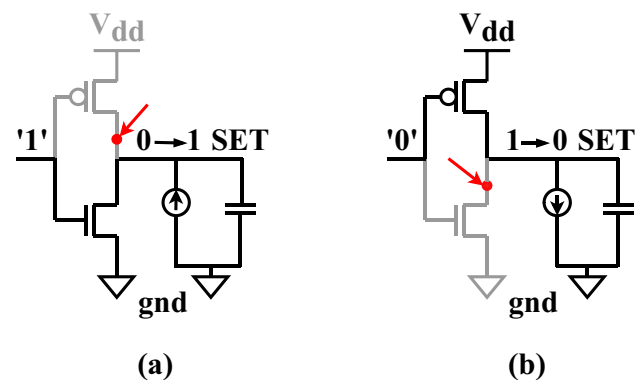 Vdd
'1'
0→1 SET
gnd
(a)
Vdd
'0'
1→0 SET
gnd
(b)